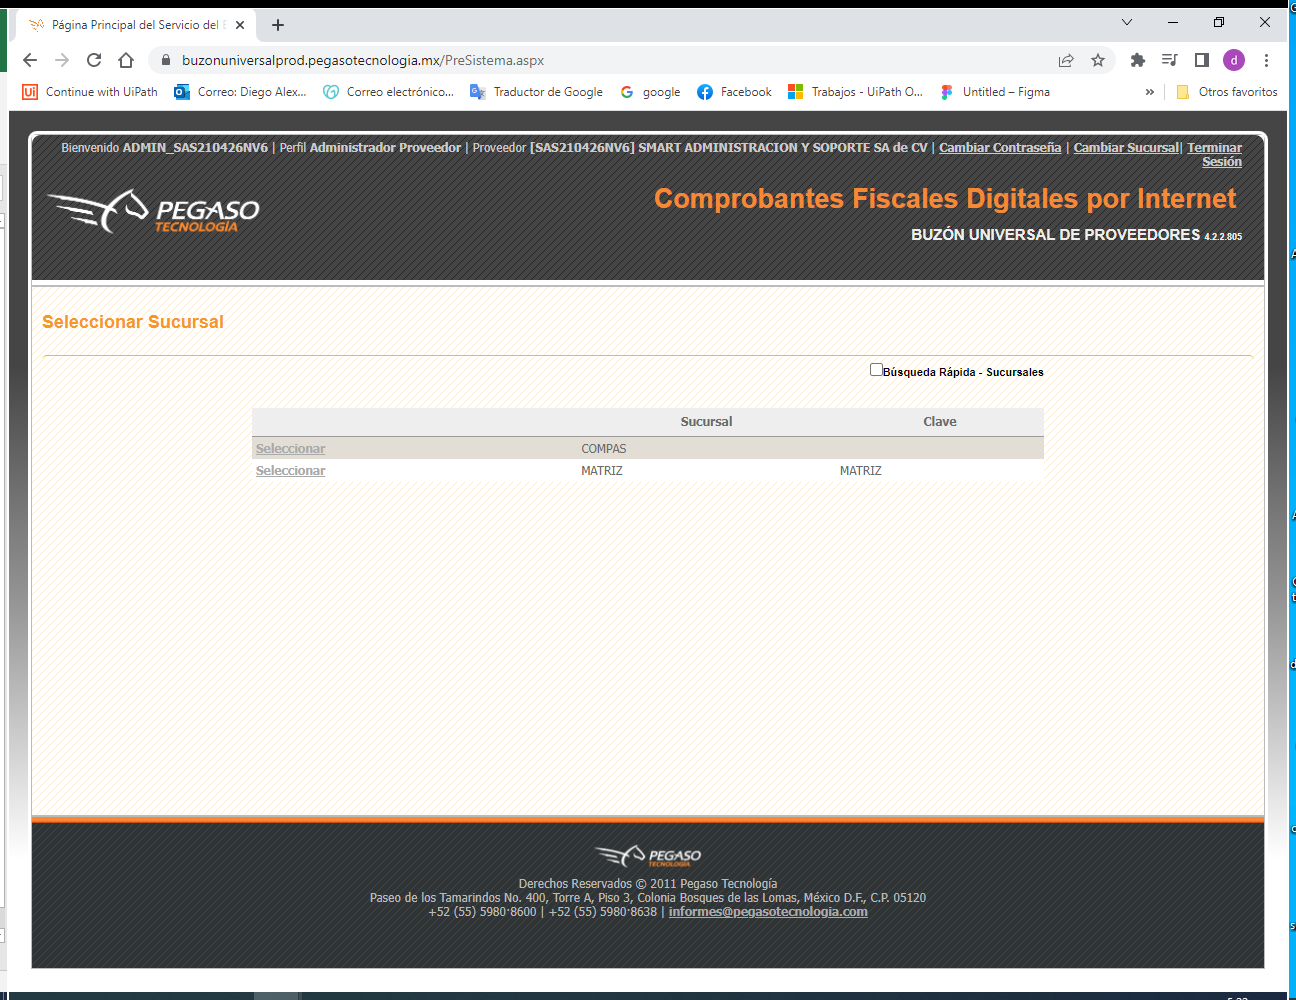 Página Principal del Servicio del
buzonuniversalprod.pegasotecnologia.mx/PreSistema.aspx
d
Continue with UiPath
Correo: Diego Alex...
Correo electrónico...
Traductor de Google
google
Facebook
Trabajos - UiPath O...
Untitled – Figma
»
Otros favoritos
Bienvenido ADMIN_SAS210426NV6 | Perfil Administrador Proveedor | Proveedor [SAS210426NV6] SMART ADMINISTRACION Y SOPORTE SA de CV | Cambiar Contraseña | Cambiar Sucursal| Terminar
Sesión
PEGASO
TECNOLOGÍA
Comprobantes Fiscales Digitales por Internet
BUZÓN UNIVERSAL DE PROVEEDORES 4.2.2.805
Seleccionar Sucursal
Búsqueda Rápida - Sucursales
Sucursal Clave
Seleccionar COMPAS
Seleccionar MATRIZ MATRIZ
PEGASO
TECNOLOGÍA
Derechos Reservados © 2011 Pegaso Tecnología
Paseo de los Tamarindos No. 400, Torre A, Piso 3, Colonia Bosques de las Lomas, México D.F., C.P. 05120
+52 (55) 5980·8600 | +52 (55) 5980·8638 | informes@pegasotecnologia.com